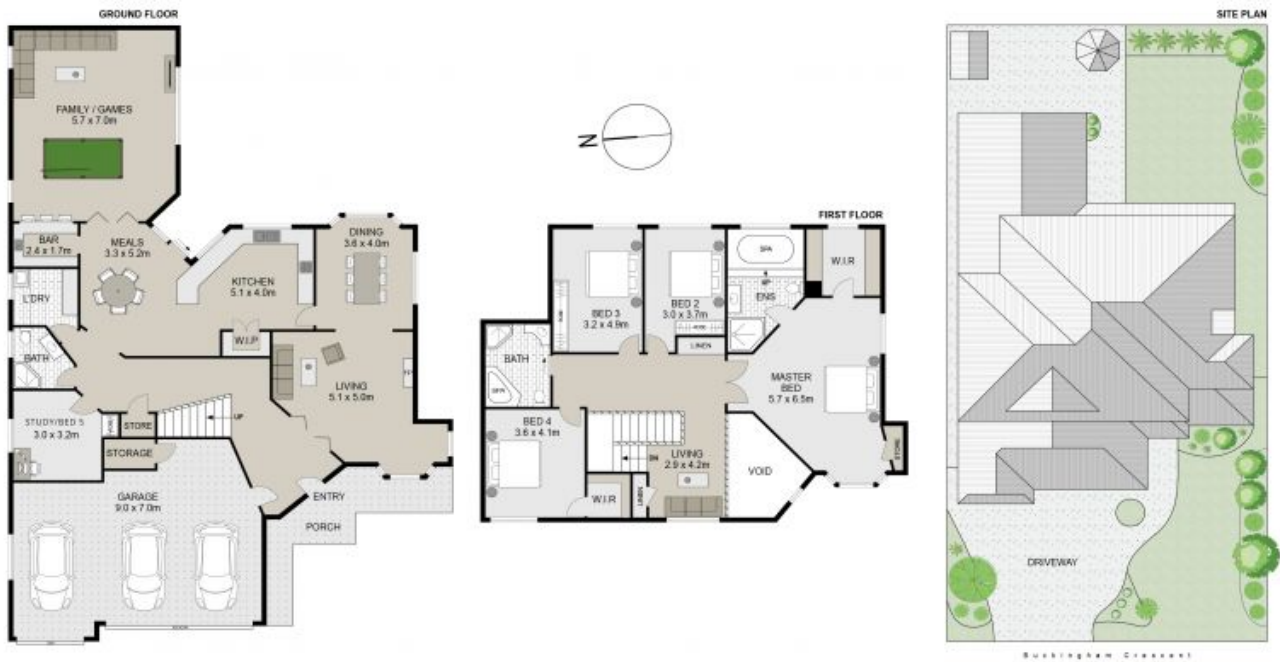 GROUND FLOOR
FAMILY / GAMES
5.7 x 7.0m
BAR
2.4 x 1.7m
MEALS
3.3 x 5.2m
DINING
3.6 x 4.0m
KITCHEN
5.1 x 4.0m
L'DRY
W.I.P
BATH
LIVING
5.1 x 5.0m
FP
STUDY/BED 5
3.0 x 3.2m
STORE
UP
STORAGE
GARAGE
9.0 x 7.0m
ENTRY
PORCH
N
FIRST FLOOR
SPA
W.I.R
ENS
BED 3
3.2 x 4.9m
BED 2
3.0 x 3.7m
LINEN
BATH
SPA
MASTER
BED
5.7 x 6.5m
BED 4
3.6 x 4.1m
DN
LIVING
2.9 x 4.2m
VOID
STORE
W.I.R
LINEN
SITE PLAN
DRIVEWAY
Buckingham Crescent